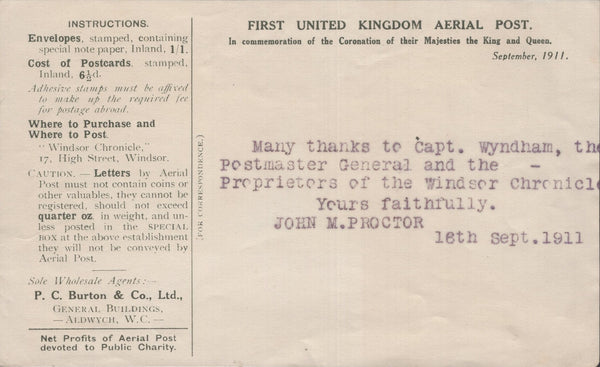 INSTRUCTIONS.
Envelopes, stamped, containing
special note paper, Inland, 1/1.
Cost of Postcards, stamped,
Inland, 6½d.
Adhesive stamps must be affixed
to make up the required fee
for postage abroad.
Where to Purchase and
Where to Post.
"Windsor Chronicle,"
17, High Street, Windsor.
CAUTION. — Letters by Aerial
Post must not contain coins or
other valuables, they cannot be
registered, should not exceed
quarter oz. in weight, and un-
less posted in the SPECIAL
BOX at the above establishment
they will not be conveyed by
Aerial Post.
Sole Wholesale Agents:—
P. C. Burton & Co., Ltd.,
GENERAL BUILDINGS,
— ALDWYCH, W.C. —
Net Profits of Aerial Post
devoted to Public Charity.
(FOR CORRESPONDENCE.)
FIRST UNITED KINGDOM AERIAL POST.
In commemoration of the Coronation of their Majesties the King and Queen.
September, 1911.
Many thanks to Capt. Wyndham, the
Postmaster General and the -
Proprietors of the Windsor Chronicle
Yours faithfully.
JOHN M.PROCTOR
16th Sept.1911